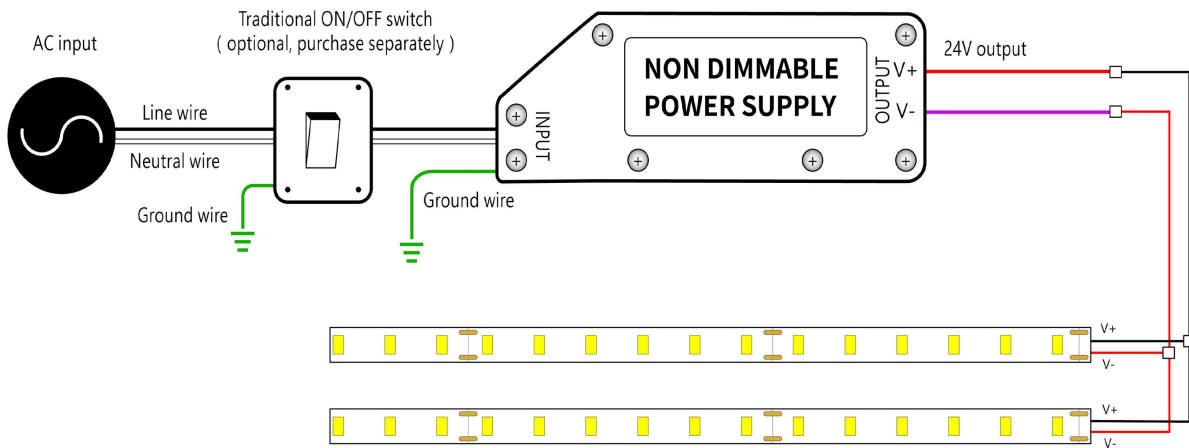 Traditional ON/OFF switch
( optional, purchase separately )
AC input
Line wire
Neutral wire
Ground wire
Ground wire
INPUT
NON DIMMABLE
POWER SUPPLY
OUTPUT
V+
V-
24V output
V+
V-
V+
V-